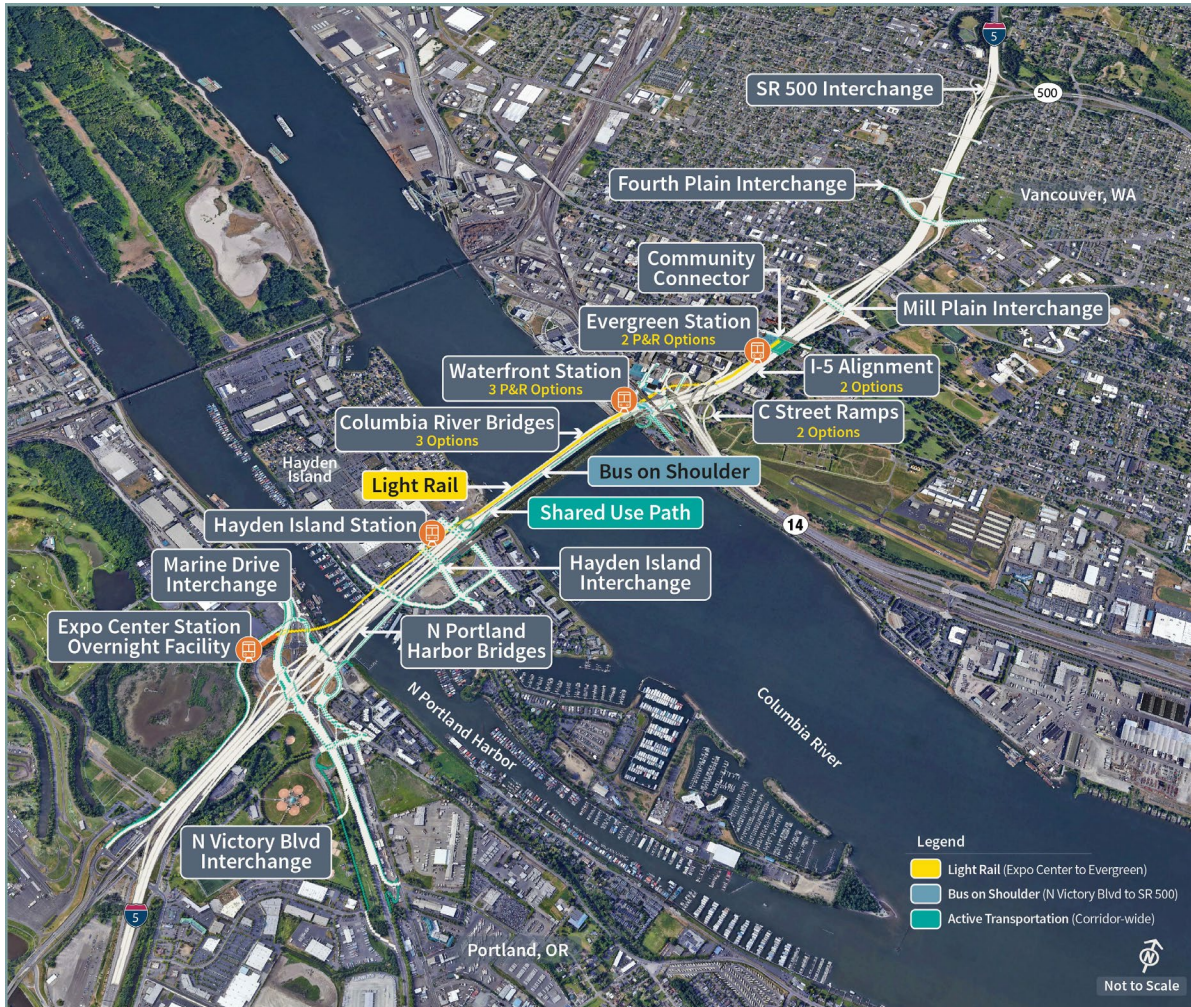 5
SR 500 Interchange
500
Fourth Plain Interchange
Vancouver, WA
Community
Connector
Mill Plain Interchange
Evergreen Station
2 P&R Options
I-5 Alignment
2 Options
Waterfront Station
3 P&R Options
C Street Ramps
2 Options
Columbia River Bridges
3 Options
Hayden
Island
Bus on Shoulder
Light Rail
Shared Use Path
14
Hayden Island Station
Marine Drive
Interchange
Hayden Island
Interchange
Expo Center Station
Overnight Facility
N Portland
Harbor Bridges
N Portland Harbor
Columbia River
N Victory Blvd
Interchange
5
Portland, OR
Legend
Light Rail (Expo Center to Evergreen)
Bus on Shoulder (N Victory Blvd to SR 500)
Active Transportation (Corridor-wide)
N
Not to Scale